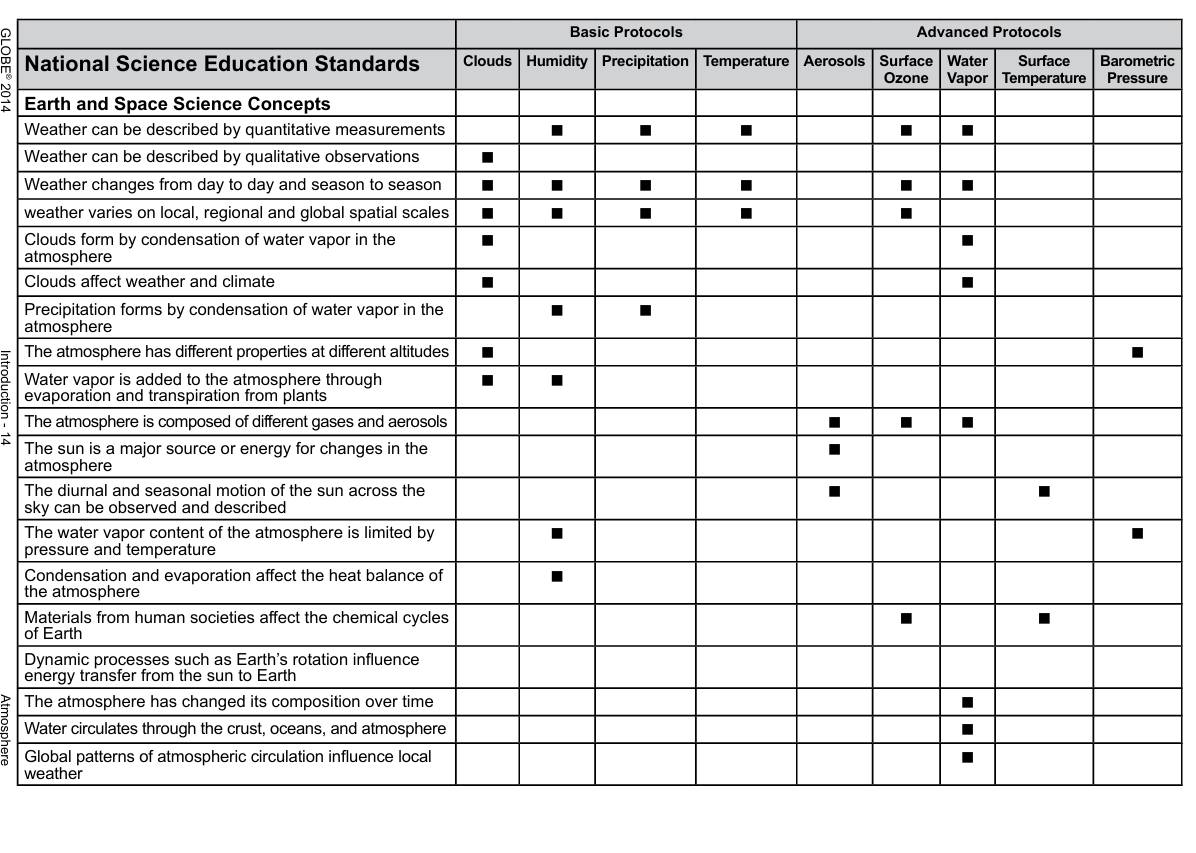 Basic Protocols Advanced Protocols
National Science Education Standards Clouds Humidity Precipitation Temperature Aerosols Surface Ozone Water Vapor Surface Temperature Barometric Pressure
Earth and Space Science Concepts
Weather can be described by quantitative measurements ■ ■ ■ ■ ■
Weather can be described by qualitative observations ■
Weather changes from day to day and season to season ■ ■ ■ ■ ■ ■
weather varies on local, regional and global spatial scales ■ ■ ■ ■ ■
Clouds form by condensation of water vapor in the ■ ■
atmosphere
Clouds affect weather and climate ■ ■
Precipitation forms by condensation of water vapor in the ■ ■
atmosphere
The atmosphere has different properties at different altitudes ■ ■
Water vapor is added to the atmosphere through ■ ■
evaporation and transpiration from plants
The atmosphere is composed of different gases and aerosols ■ ■ ■
The sun is a major source or energy for changes in the ■
atmosphere
The diurnal and seasonal motion of the sun across the ■ ■
sky can be observed and described
The water vapor content of the atmosphere is limited by ■ ■
pressure and temperature
Condensation and evaporation affect the heat balance of ■
the atmosphere
Materials from human societies affect the chemical cycles ■ ■
of Earth
Dynamic processes such as Earth’s rotation influence
energy transfer from the sun to Earth
The atmosphere has changed its composition over time ■
Water circulates through the crust, oceans, and atmosphere ■
Global patterns of atmospheric circulation influence local ■
weather
GLOBE® 2014
Introduction - 14
Atmosphere